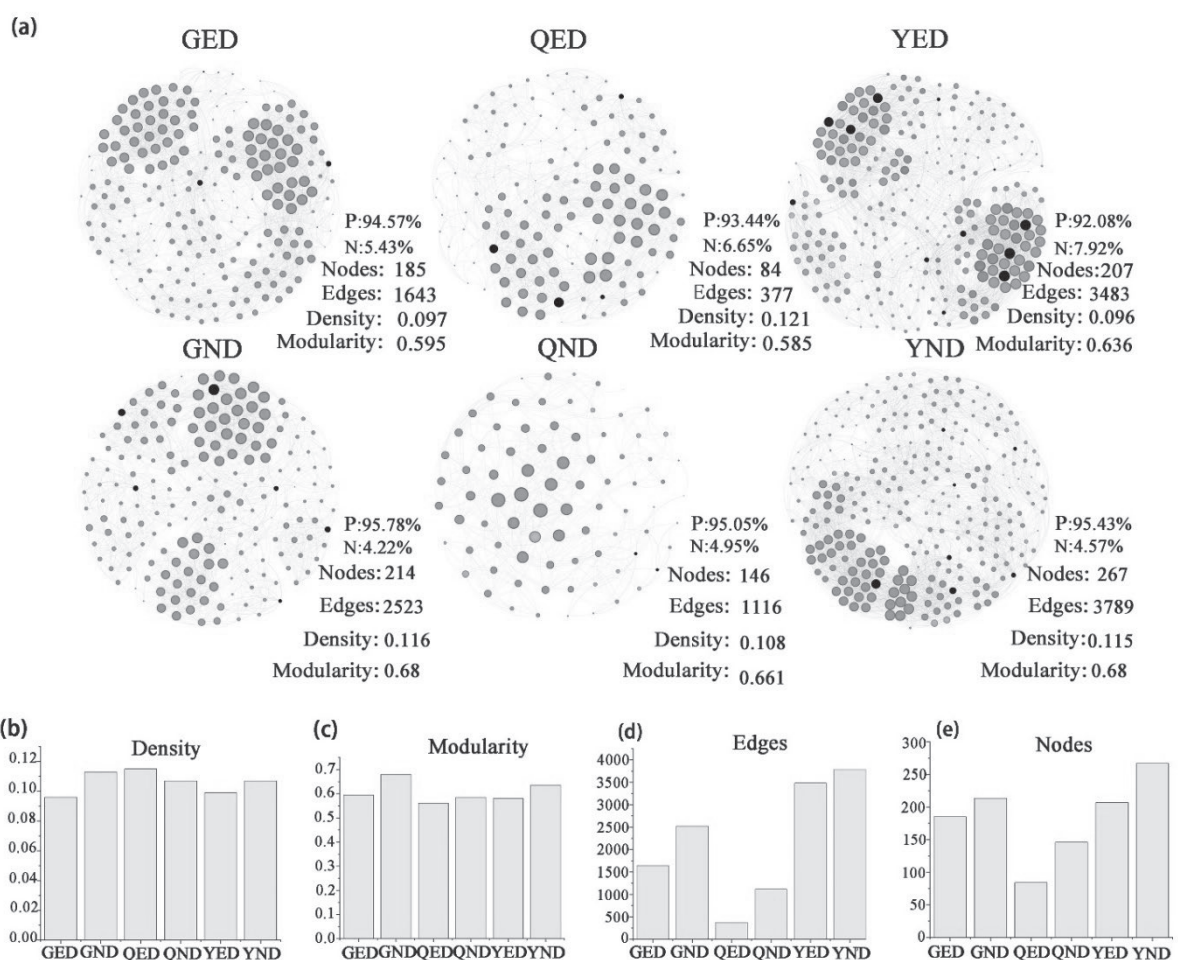 (a)
GED
QED
YED
P:94.57%
N:5.43%
Nodes: 185
Edges: 1643
Density: 0.097
Modularity: 0.595
P:93.44%
N:6.65%
Nodes: 84
Edges: 377
Density: 0.121
Modularity: 0.585
P:92.08%
N:7.92%
Nodes:207
Edges: 3483
Density: 0.096
Modularity: 0.636
GND
QND
YND
P:95.78%
N:4.22%
Nodes: 214
Edges:2523
Density: 0.116
Modularity: 0.68
P:95.05%
N:4.95%
Nodes: 146
Edges: 1116
Density: 0.108
Modularity: 0.661
P:95.43%
N:4.57%
Nodes: 267
Edges: 3789
Density:0.115
Modularity: 0.68
(b)
Density
0.12
0.10
0.08
0.06
0.04
0.02
0.00
GED GND QED QND YED YND
(c)
Modularity
0.7
0.6
0.5
0.4
0.3
0.2
0.1
0.0
GED GND QED QND YED YND
(d)
Edges
4000
3500
3000
2500
2000
1500
1000
500
0
GED GND QED QND YED YND
(e)
Nodes
300
250
200
150
100
50
0
GED GND QED QND YED YND